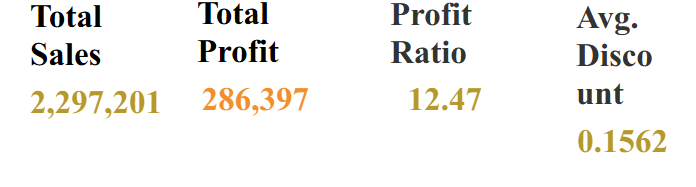 Total
Sales
2,297,201
Total
Profit
286,397
Profit
Ratio
12.47
Avg.
Disco
unt
0.1562